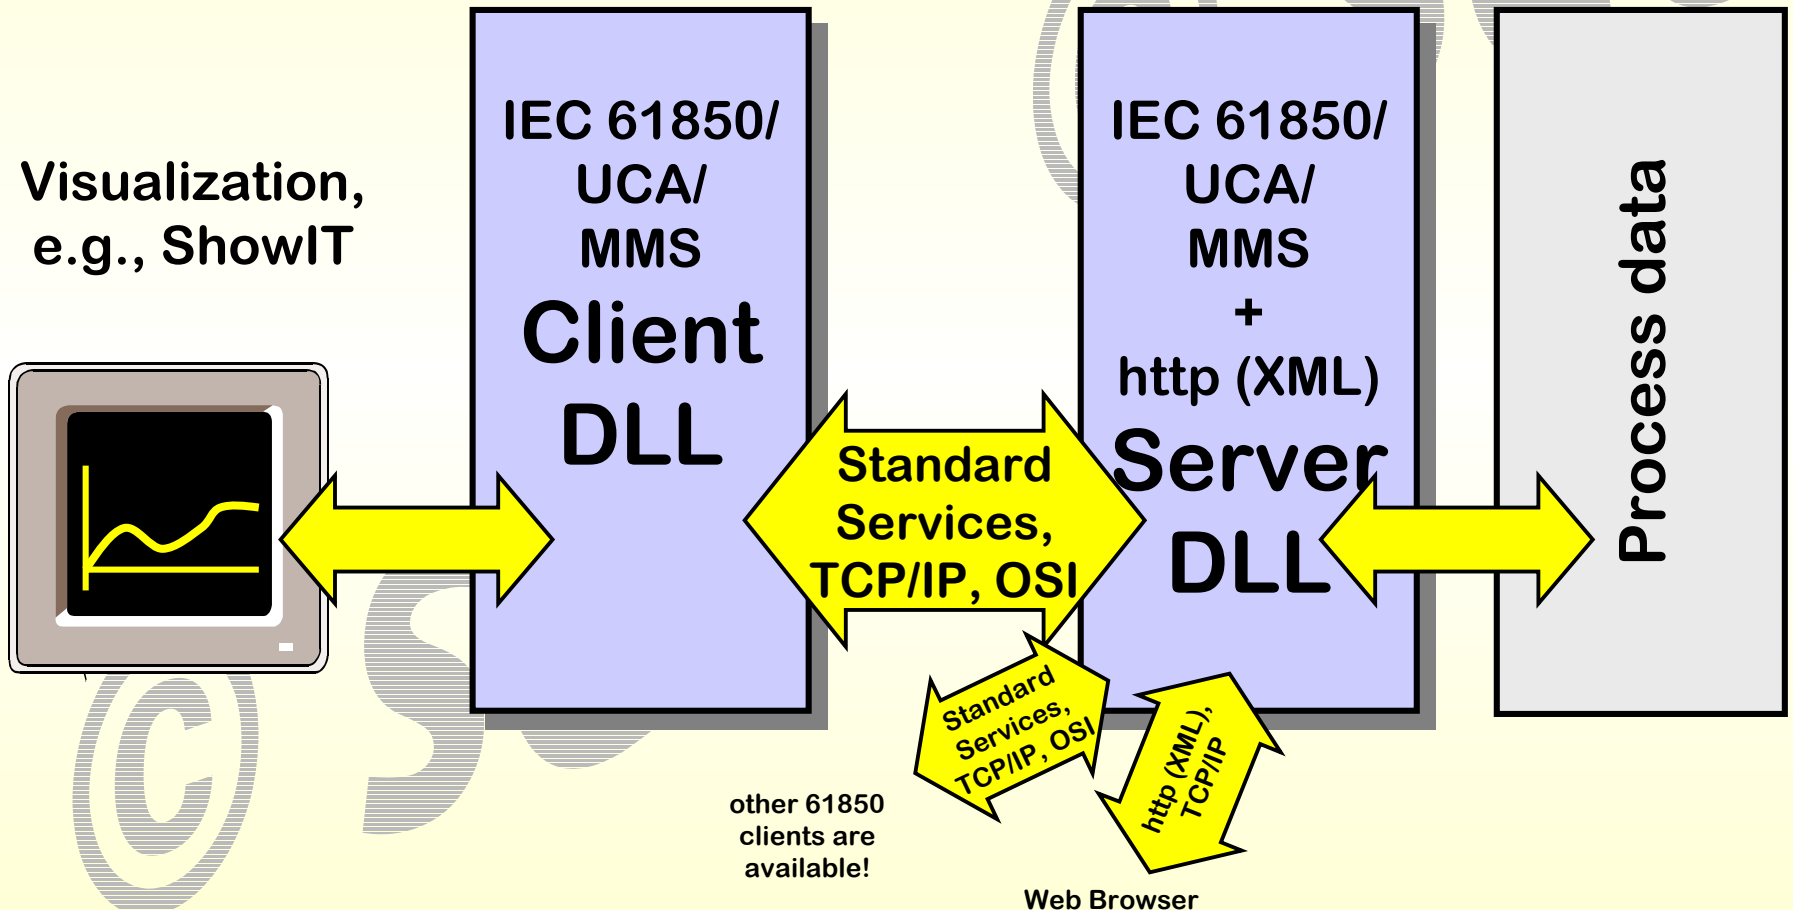 Visualization,
e.g., ShowIT
IEC 61850/
UCA/
MMS
Client
DLL
Standard
Services,
TCP/IP, OSI
IEC 61850/
UCA/
MMS
+
http (XML)
Server
DLL
Process data
Standard
Services,
TCP/IP, OSI
http (XML),
TCP/IP
other 61850
clients are
available!
Web Browser
©